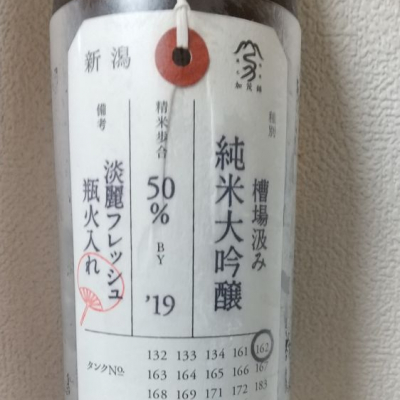 新潟
加茂錦
種別
槽場汲み
純米大吟醸
精米歩合
50%
BY
'19
備考
淡麗フレッシュ
瓶火入れ
タンクNo.
132 133 134 161 162
163 164 165 166 167
168 169 171 172 183